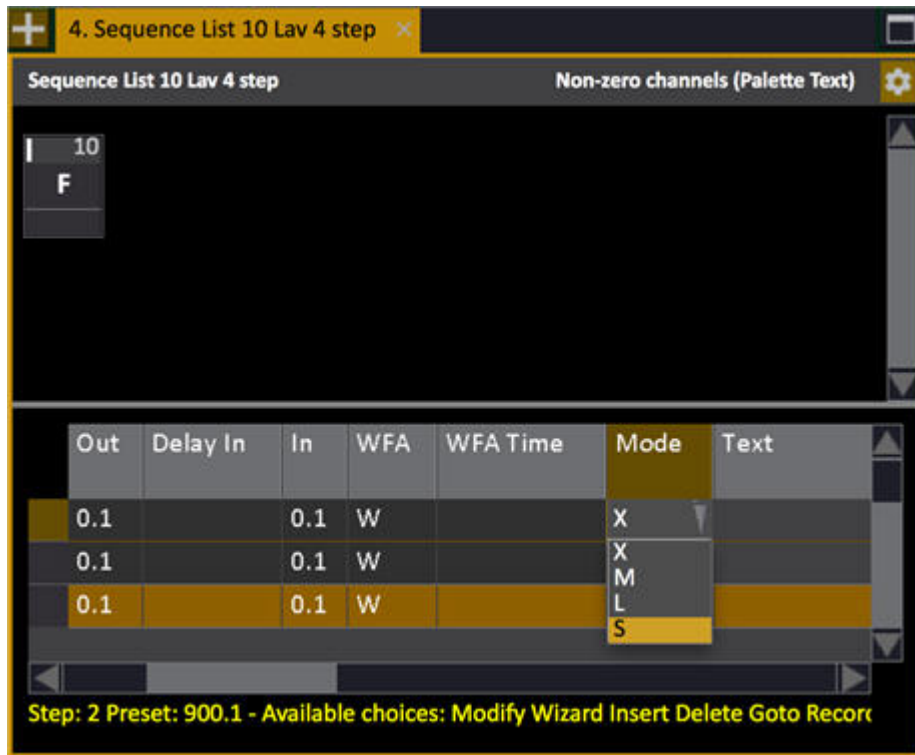 4. Sequence List 10 Lav 4 step ×
Sequence List 10 Lav 4 step Non-zero channels (Palette Text)
10
F
Out Delay In In WFA WFA Time Mode Text
0.1 0.1 W X
0.1 0.1 W X
M
0.1 0.1 W L
S
Step: 2 Preset: 900.1 - Available choices: Modify Wizard Insert Delete Goto Record